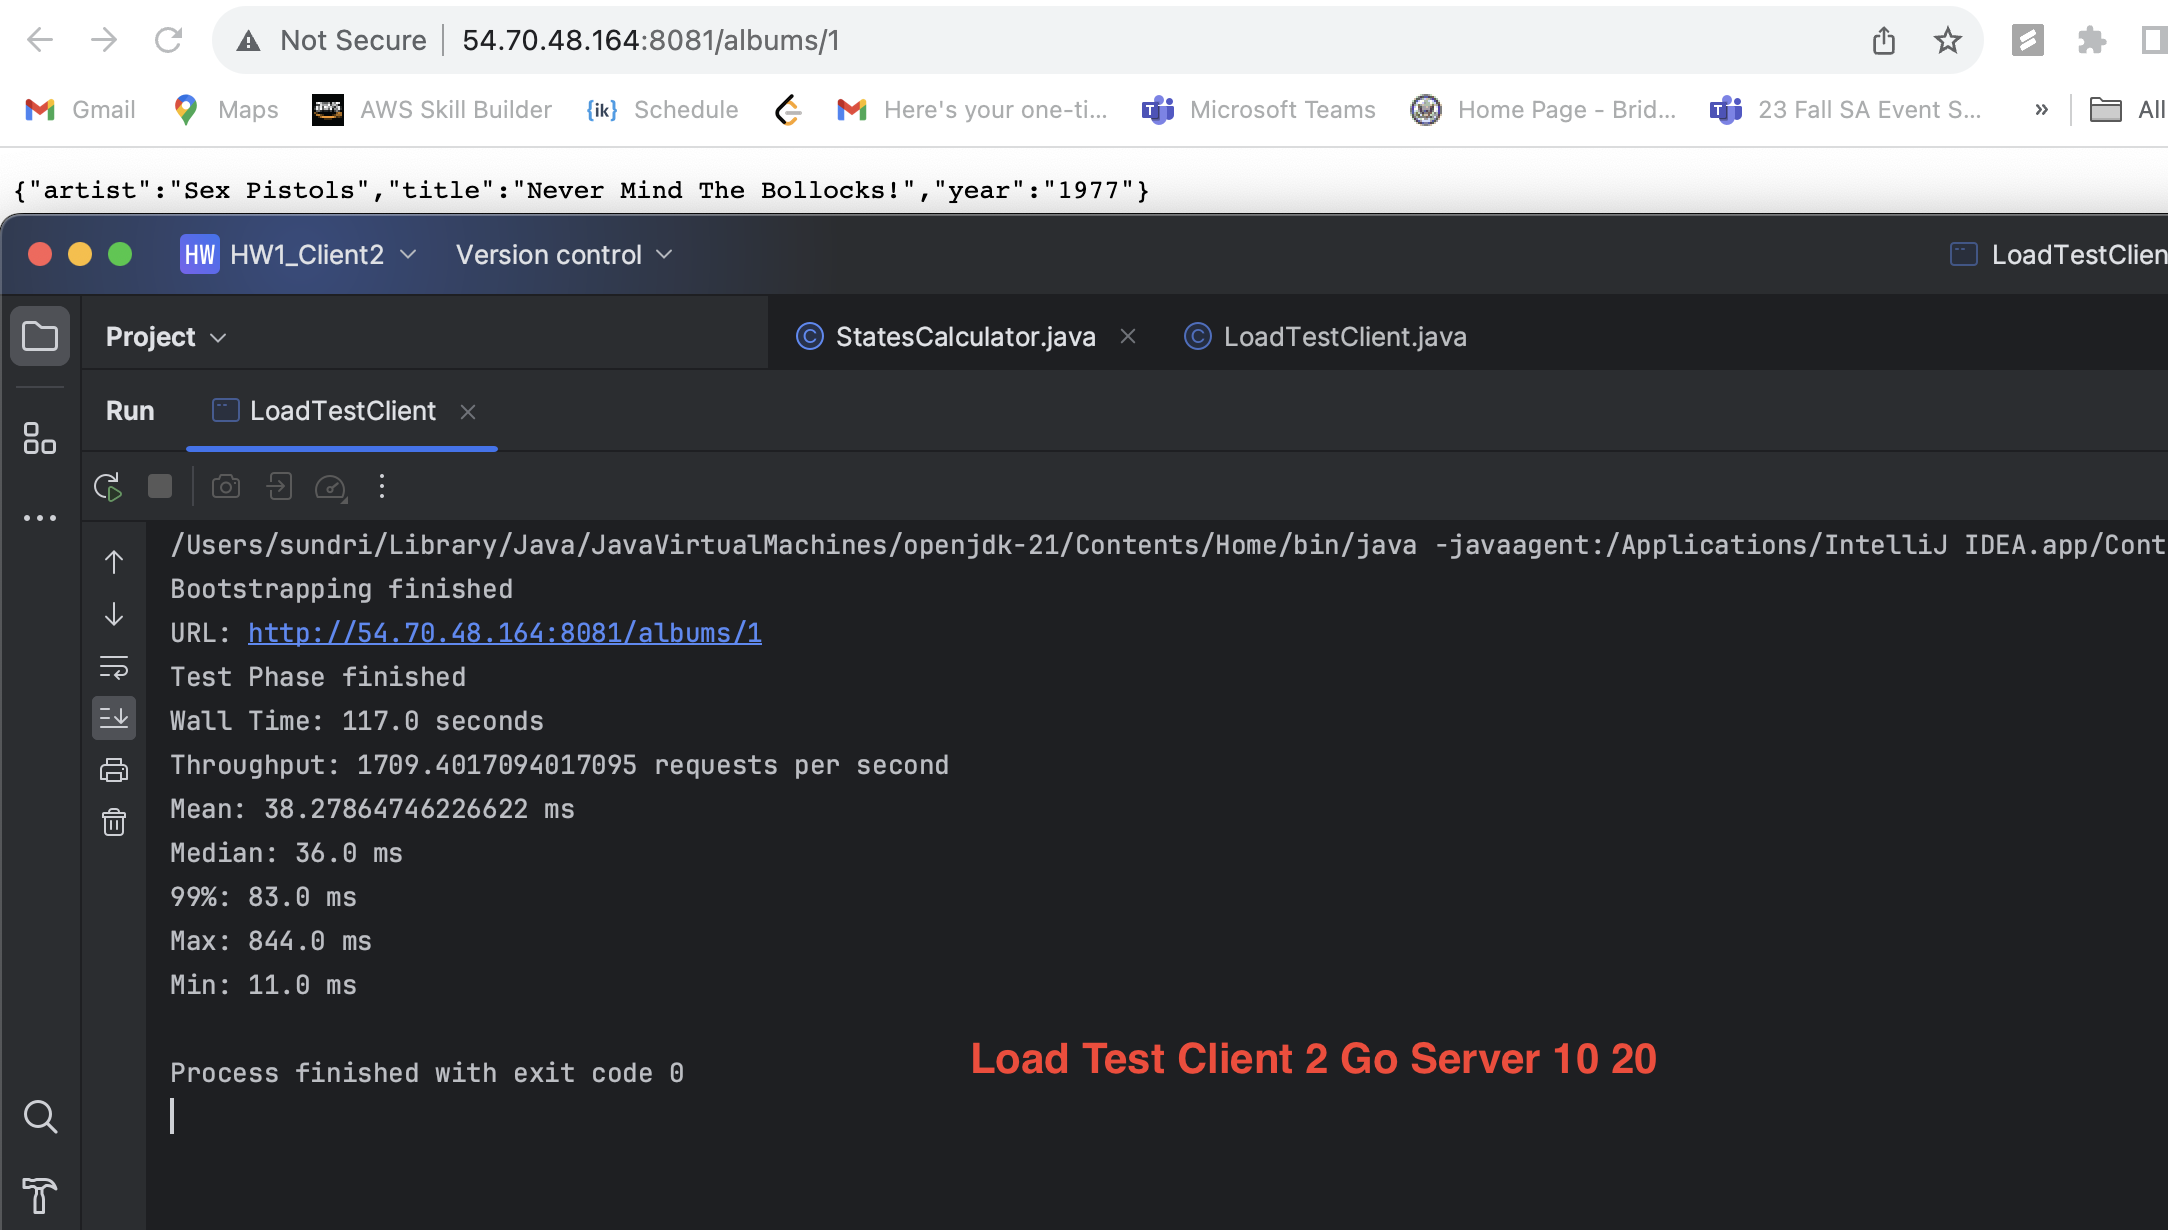 Not Secure 54.70.48.164:8081/albums/1
Gmail Maps AWS Skill Builder {ik} Schedule Here's your one-ti... Microsoft Teams Home Page - Brid... 23 Fall SA Event S... » All
{"artist":"Sex Pistols","title":"Never Mind The Bollocks!","year":"1977"}
HW HW1_Client2 Version control LoadTestClien
Project StatesCalculator.java LoadTestClient.java
Run LoadTestClient
/Users/sundri/Library/Java/JavaVirtualMachines/openjdk-21/Contents/Home/bin/java -javaagent:/Applications/IntelliJ IDEA.app/Cont
Bootstrapping finished
URL: http://54.70.48.164:8081/albums/1
Test Phase finished
Wall Time: 117.0 seconds
Throughput: 1709.4017094017095 requests per second
Mean: 38.27864746226622 ms
Median: 36.0 ms
99%: 83.0 ms
Max: 844.0 ms
Min: 11.0 ms
Load Test Client 2 Go Server 10 20
Process finished with exit code 0